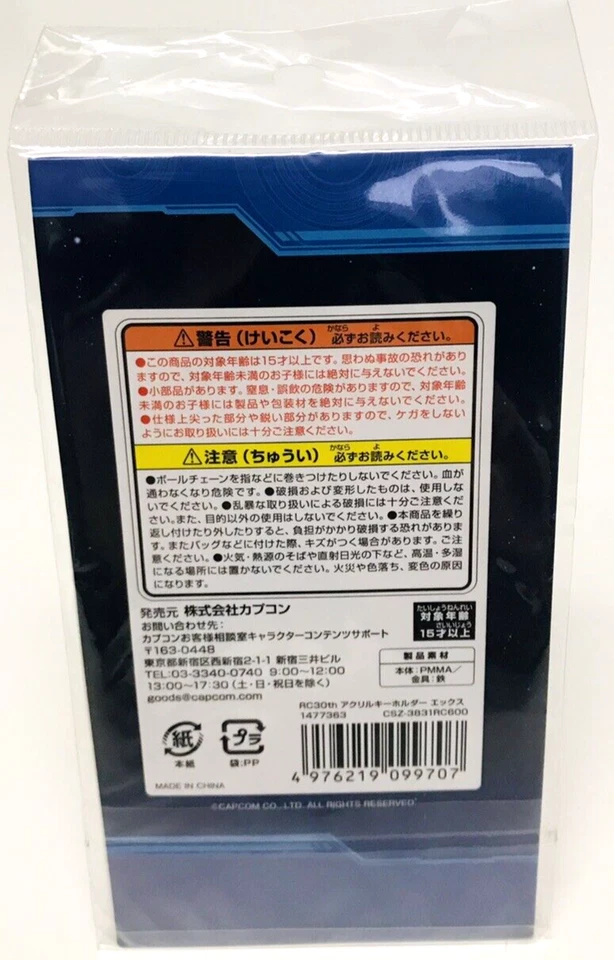 警告(けいこく) 必ずお読みください。
かなら よ
●この商品の対象年齢は15才以上です。思わぬ事故の恐れがあり
ますので、対象年齢未満のお子様には絶対に与えないでください。
●小部品があります。窒息・誤飲の危険がありますので、対象年齢
未満のお子様には製品や包装材を絶対に与えないでください。
●仕様上尖った部分や鋭い部分がありますので、ケガをしない
ようにお取り扱いには十分ご注意ください。
注意(ちゅうい) 必ずお読みください。
かなら よ
●ボールチェーンを指などに巻きつけたりしないでください。血が
通わなくなり危険です。●破損および変形したものは、使用しな
いでください。●乱暴な取り扱いによる破損には十分ご注意くだ
さい。また、目的以外の使用はしないでください。●本商品を繰り
返し付けたり外したりすると、負担がかかり破損する恐れがありま
す。またバッグなどに付けた際、キズがつく場合があります。ご注
意ください。●火気・熱源のそばや直射日光の下など、高温・多湿
になる場所には置かないでください。火災や色落ち、変色の原因
になります。
発売元 株式会社カプコン
お問い合わせ先:
カプコンお客様相談室キャラクターコンテンツサポート
〒163-0448
東京都新宿区西新宿2-1-1 新宿三井ビル
TEL:03-3340-0740 9:00~12:00
13:00~17:30 (土・日・祝日を除く)
goods@capcom.com
たいしょうねんれい
対象年齢
さいいじょう
15才以上
製品素材
本体:PMMA/
金具:鉄
RC30th アクリルキーホルダー エックス
1477363 CSZ-3831RC600
紙
本紙
プラ
袋:PP
4 976219 099707
MADE IN CHINA
©CAPCOM CO., LTD. ALL RIGHTS RESERVED